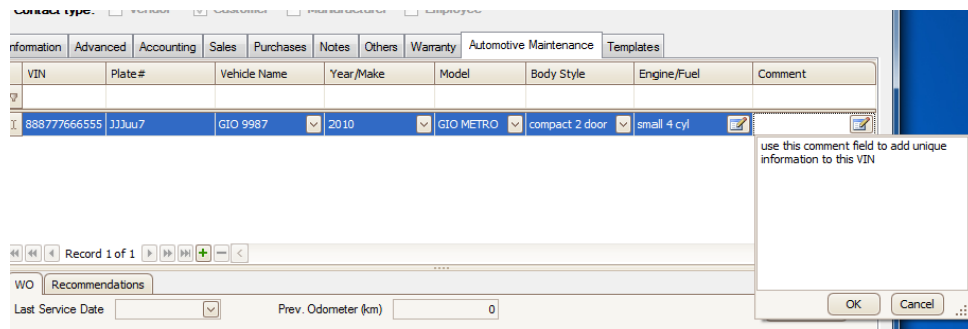 Contact type: Vendor Customer Manufacturer Employee
nformation Advanced Accounting Sales Purchases Notes Others Warranty Automotive Maintenance Templates
VIN Plate# Vehicle Name Year/Make Model Body Style Engine/Fuel Comment
888777666555 JJJuu7 GIO 9987 2010 GIO METRO compact 2 door small 4 cyl
use this comment field to add unique
information to this VIN
Record 1 of 1
WO Recommendations
Last Service Date Prev. Odometer (km) 0
OK Cancel